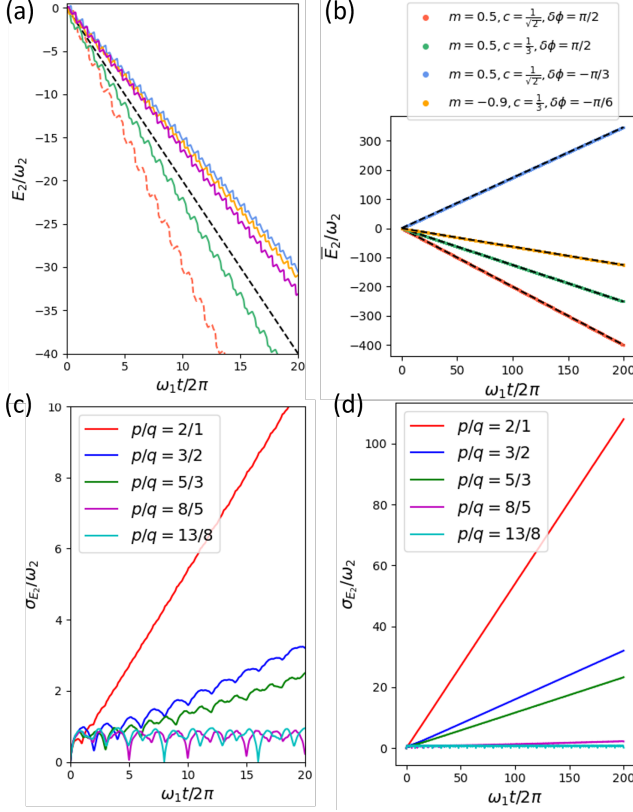 (a)
0
−5
−10
−15
−20
−25
−30
−35
−40
E₂/ω₂
0 5 10 15 20
ω₁t/2π
(b)
m = 0.5, c = 1/√2, δϕ = π/2
m = 0.5, c = 1/3, δϕ = π/2
m = 0.5, c = 1/√2, δϕ = −π/3
m = −0.9, c = 1/3, δϕ = −π/6
300
200
100
0
−100
−200
−300
−400
E̅₂/ω₂
0 50 100 150 200
ω₁t/2π
(c)
p/q = 2/1
p/q = 3/2
p/q = 5/3
p/q = 8/5
p/q = 13/8
10
8
6
4
2
0
σ_E₂/ω₂
0 5 10 15 20
ω₁t/2π
(d)
p/q = 2/1
p/q = 3/2
p/q = 5/3
p/q = 8/5
p/q = 13/8
100
80
60
40
20
0
σ_E₂/ω₂
0 50 100 150 200
ω₁t/2π